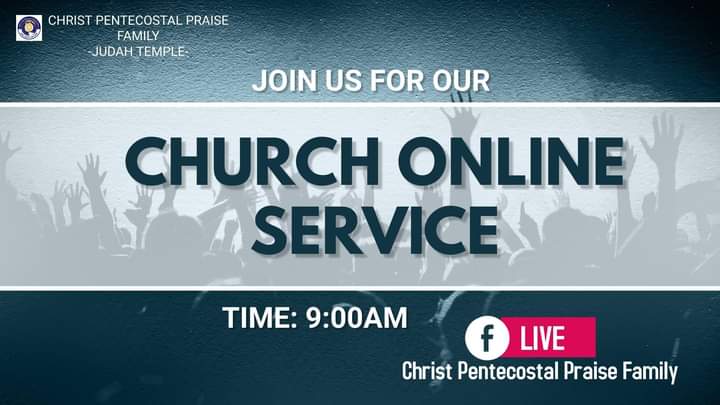 CHRIST PENTECOSTAL PRAISE
FAMILY
-JUDAH TEMPLE-
JOIN US FOR OUR
CHURCH ONLINE
SERVICE
TIME: 9:00AM
f LIVE
Christ Pentecostal Praise Family